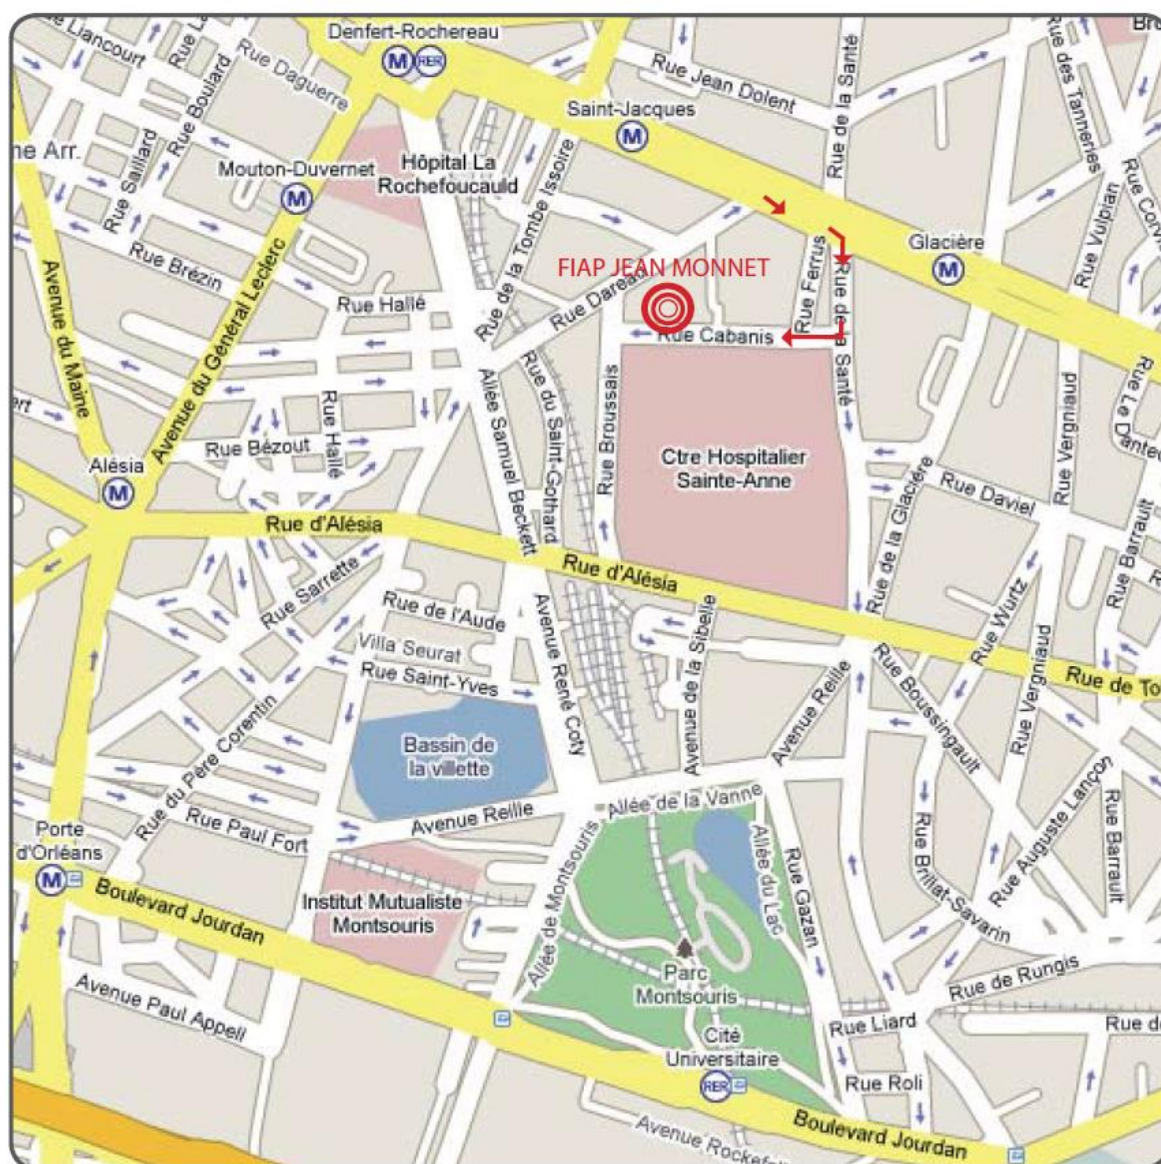 Denfert-Rochereau
M
RER
Liancourt
Rue Daguerre
Rue Boulard
Rue Saillard
Mouton-Duvernet
M
Hôpital La
Rochefoucauld
Rue de la Tombe Issoire
Saint-Jacques
M
Rue Jean Dolent
Rue de la Santé
Rue des Tanneries
Rue Vulpian
Glacière
M
Rue Ferrus
FIAP JEAN MONNET
Rue Dareau
Rue Cabanis
Rue de la Santé
Rue Brézin
Rue Hallé
Avenue du Maine
Avenue du Général Leclerc
Rue Bézout
Rue Hallé
Alésia
M
Allée Samuel Beckett
Rue du Saint-Gothard
Rue Broussais
Ctre Hospitalier
Sainte-Anne
Rue de la Glacière
Rue Daviel
Rue Vergniaud
Rue Barrault
Rue d'Alésia
Rue d'Alésia
Rue Sarrette
Rue de l'Aude
Villa Seurat
Rue Saint-Yves
Avenue René Coty
Avenue de la Sibelle
Avenue Reille
Rue Boussingault
Rue Wurtz
Rue Vergniaud
Bassin de
la villette
Rue du Père Corentin
Rue Paul Fort
Avenue Reille
Allée de la Vanne
Allée de Montsouris
Allée du Lac
Rue Gazan
Rue Brillat-Savarin
Rue Auguste Lançon
Rue Barrault
Porte
d'Orléans
M
Boulevard Jourdan
Institut Mutualiste
Montsouris
Parc
Montsouris
Rue de Rungis
Rue Liard
Avenue Paul Appell
Cité
Universitaire
RER
Rue Roli
Boulevard Jourdan